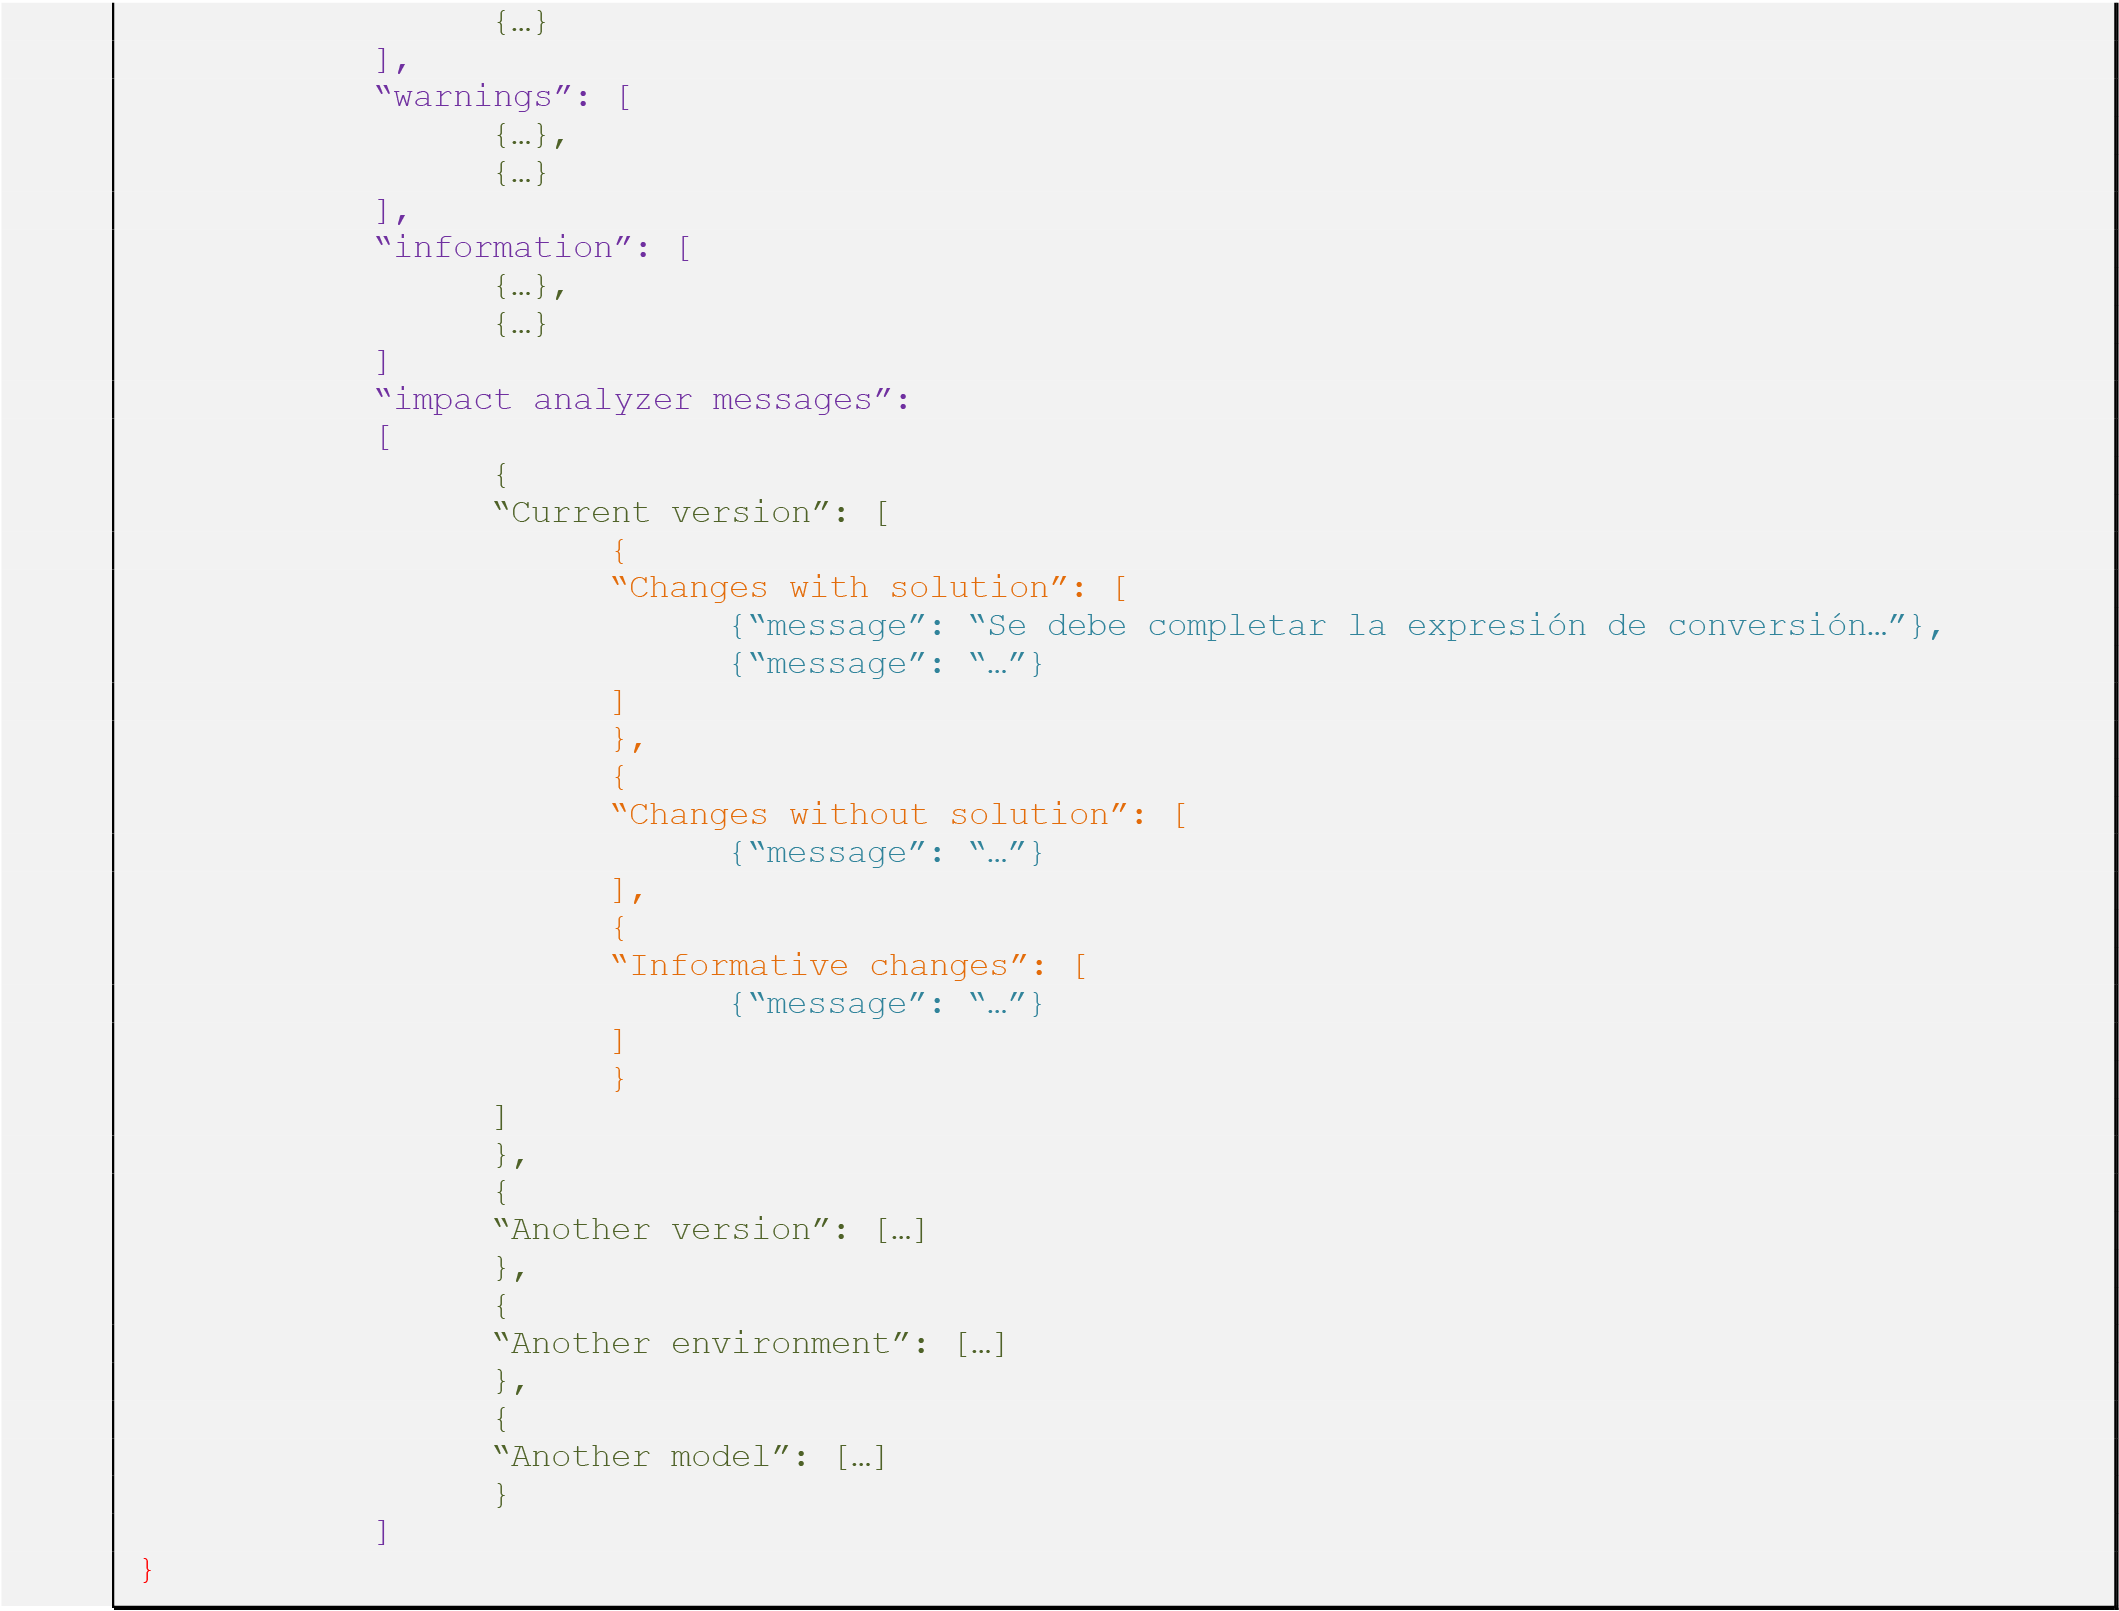 {…}
],
“warnings”: [
{…},
{…}
],
“information”: [
{…},
{…}
]
“impact analyzer messages”:
[
{
“Current version”: [
{
“Changes with solution”: [
{“message”: “Se debe completar la expresión de conversión…”},
{“message”: “…”}
]
},
{
“Changes without solution”: [
{“message”: “…”}
],
{
“Informative changes”: [
{“message”: “…”}
]
}
]
},
{
“Another version”: […]
},
{
“Another environment”: […]
},
{
“Another model”: […]
}
]
}